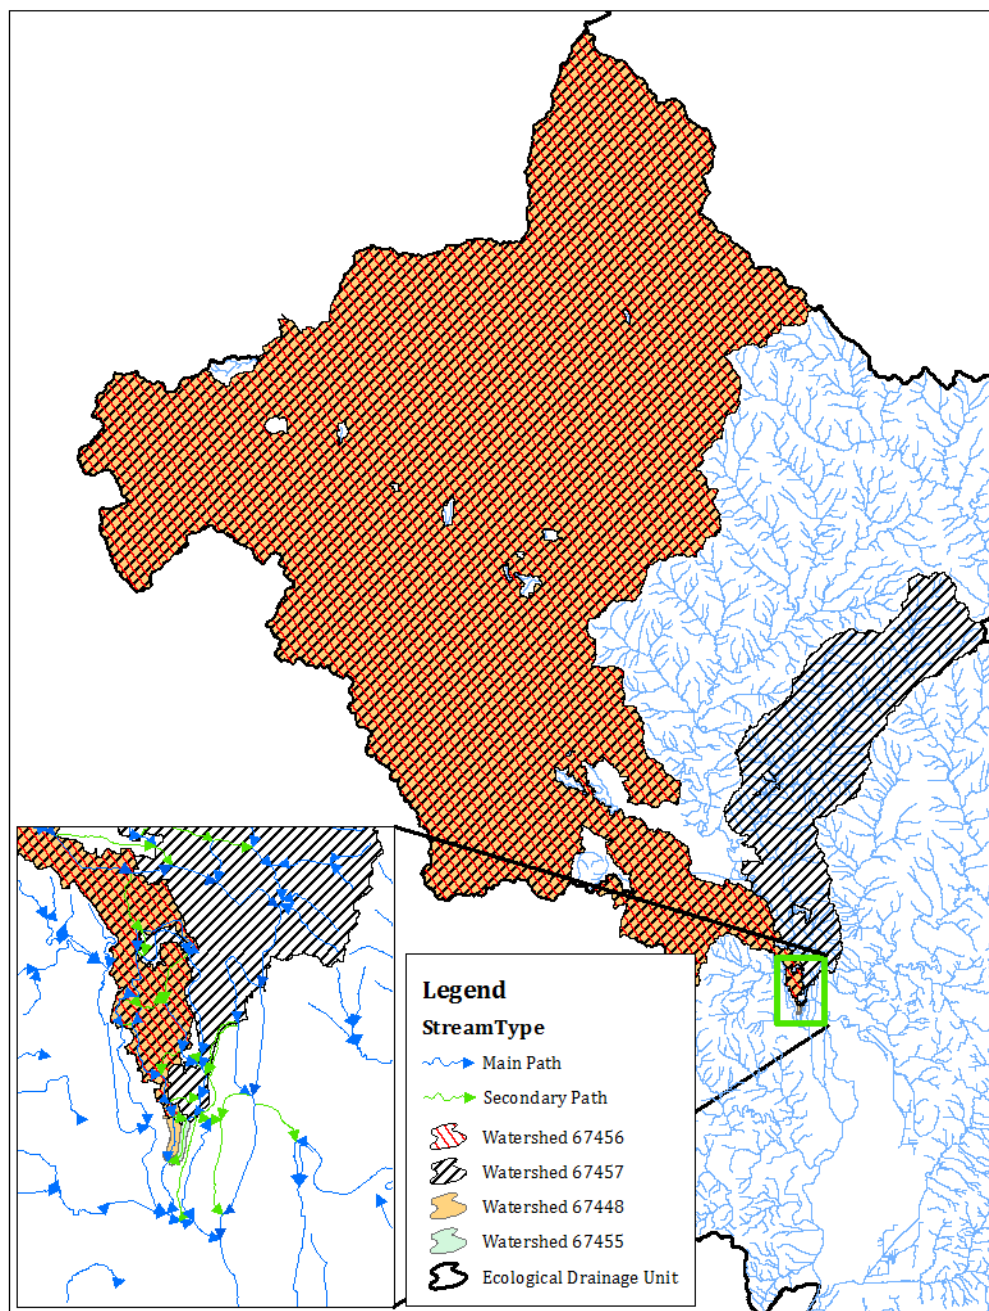 Legend
StreamType
Main Path
Secondary Path
Watershed 67456
Watershed 67457
Watershed 67448
Watershed 67455
Ecological Drainage Unit